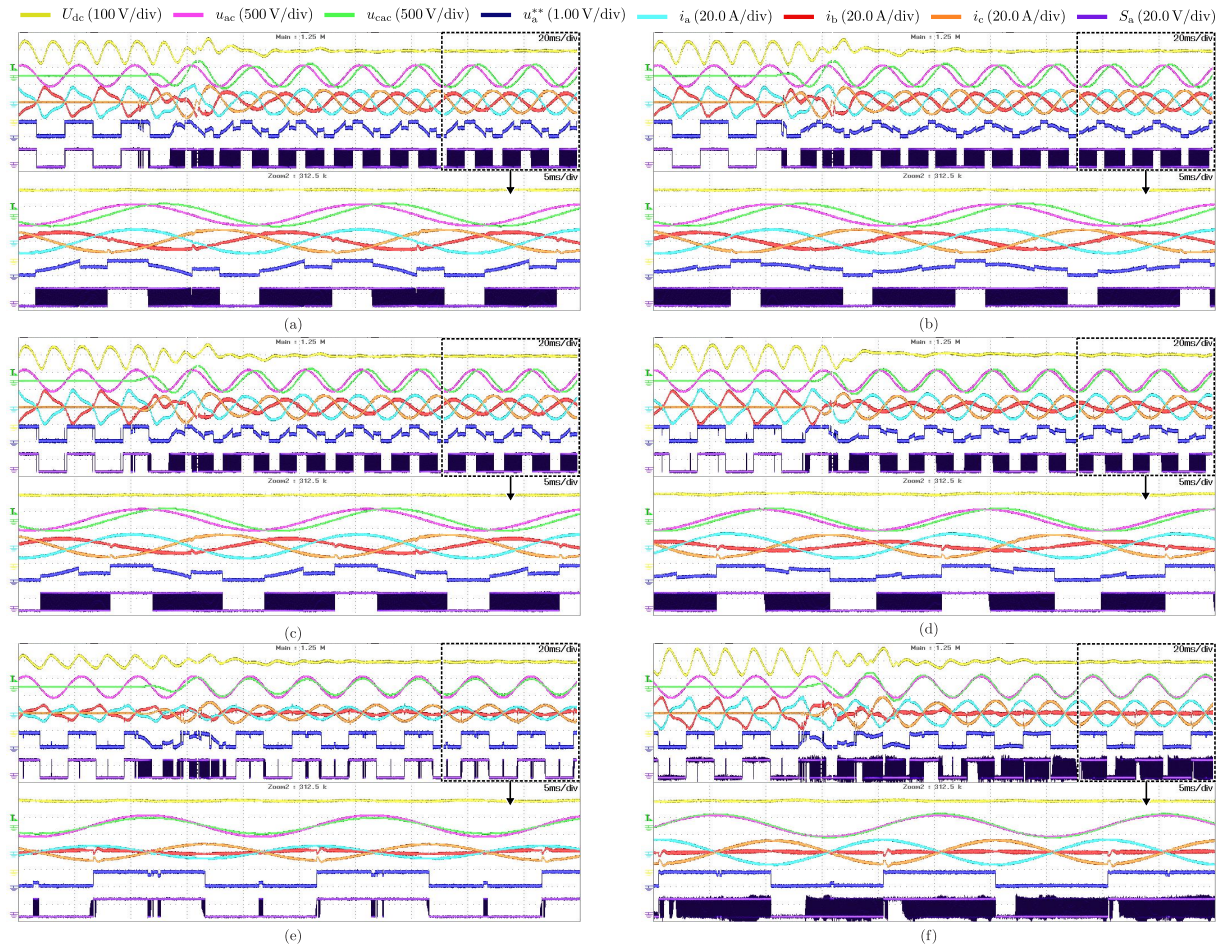 U_dc (100 V/div) u_ac (500 V/div) u_cac (500 V/div) u_a^** (1.00 V/div) i_a (20.0 A/div) i_b (20.0 A/div) i_c (20.0 A/div) S_a (20.0 V/div)
Main : 1.25 M 20ms/div Main : 1.25 M 20ms/div
Zoom2 : 312.5 k 5ms/div Zoom2 : 312.5 k 5ms/div
(a) (b)
Main : 1.25 M 20ms/div Main : 1.25 M 20ms/div
Zoom2 : 312.5 k 5ms/div Zoom2 : 312.5 k 5ms/div
(c) (d)
Main : 1.25 M 20ms/div Main : 1.25 M 20ms/div
Zoom2 : 312.5 k 5ms/div Zoom2 : 312.5 k 5ms/div
(e) (f)